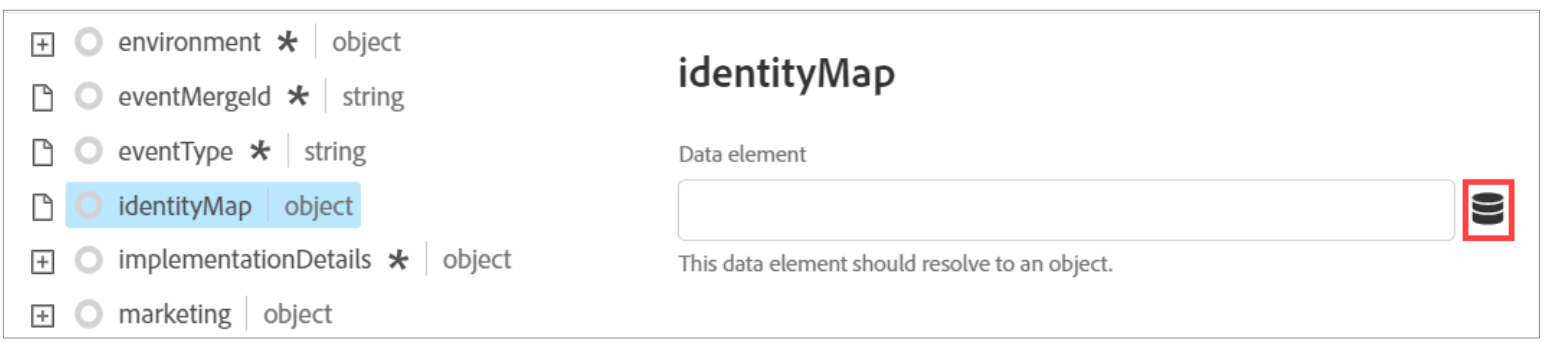 environment * object
eventMergeId * string
eventType * string
identityMap object
implementationDetails * object
marketing object
identityMap
Data element
This data element should resolve to an object.